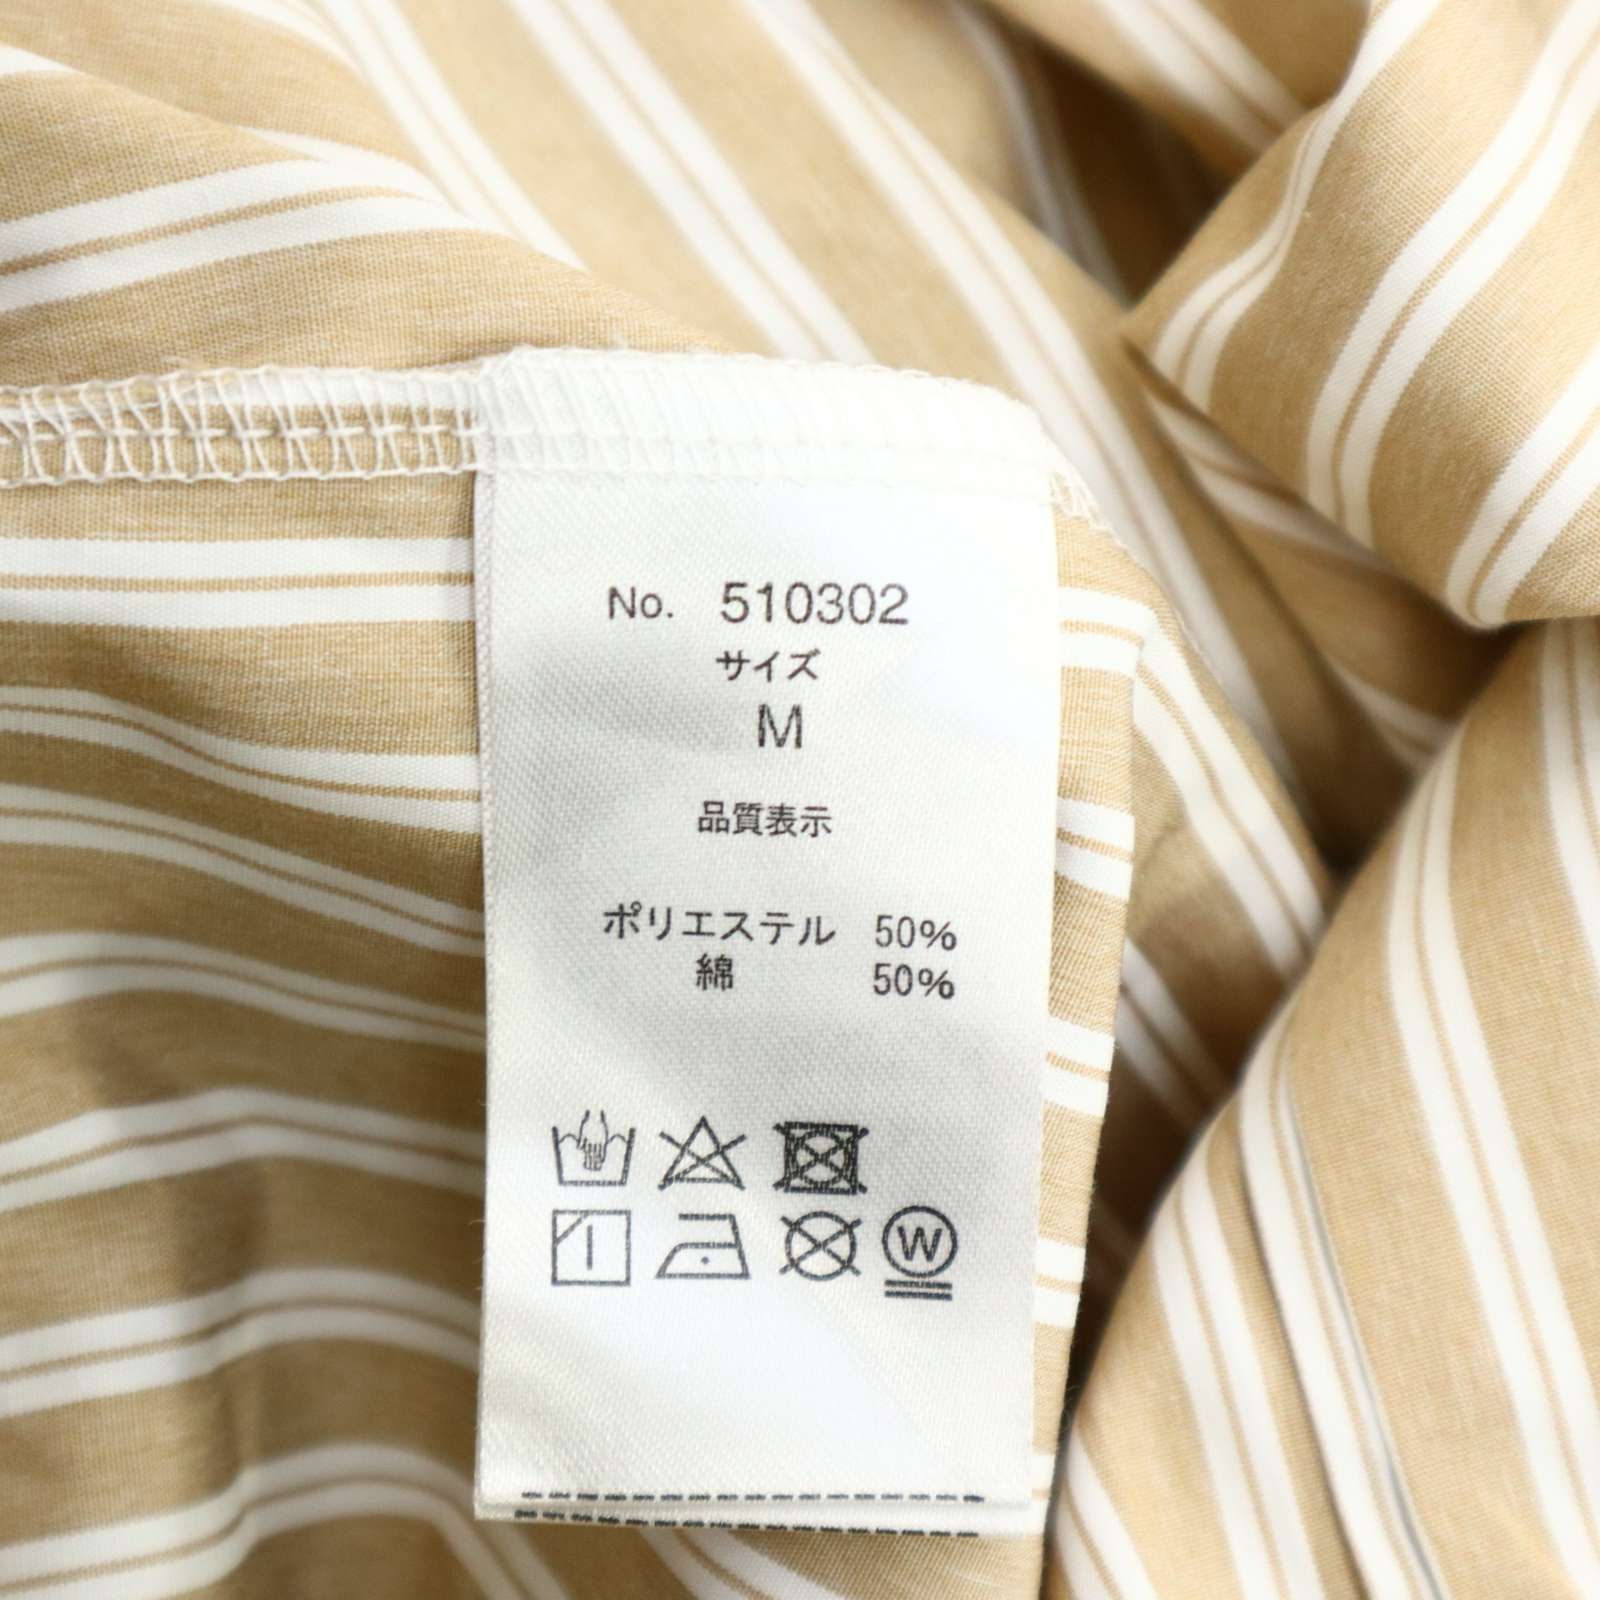 No. 510302
サイズ
M
品質表示
ポリエステル 50%
綿 50%
W